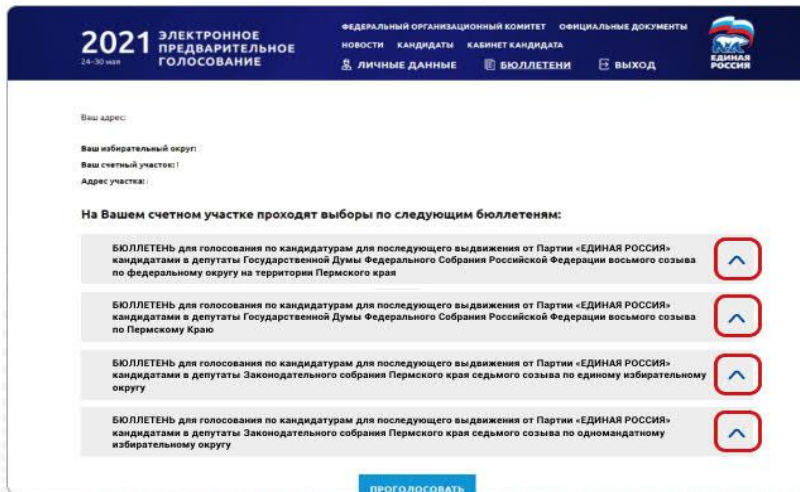 2021 ЭЛЕКТРОННОЕ ПРЕДВАРИТЕЛЬНОЕ ГОЛОСОВАНИЕ
24-30 мая
ФЕДЕРАЛЬНЫЙ ОРГАНИЗАЦИОННЫЙ КОМИТЕТ ОФИЦИАЛЬНЫЕ ДОКУМЕНТЫ
НОВОСТИ КАНДИДАТЫ КАБИНЕТ КАНДИДАТА
ЛИЧНЫЕ ДАННЫЕ БЮЛЛЕТЕНИ ВЫХОД
ЕДИНАЯ
РОССИЯ
Ваш адрес:
Ваш избирательный округ:
Ваш счетный участок:
Адрес участка:
На Вашем счетном участке проходят выборы по следующим бюллетеням:
БЮЛЛЕТЕНЬ для голосования по кандидатурам для последующего выдвижения от Партии «ЕДИНАЯ РОССИЯ»
кандидатами в депутаты Государственной Думы Федерального Собрания Российской Федерации восьмого созыва
по федеральному округу на территории Пермского края
БЮЛЛЕТЕНЬ для голосования по кандидатурам для последующего выдвижения от Партии «ЕДИНАЯ РОССИЯ»
кандидатами в депутаты Государственной Думы Федерального Собрания Российской Федерации восьмого созыва
по Пермскому Краю
БЮЛЛЕТЕНЬ для голосования по кандидатурам для последующего выдвижения от Партии «ЕДИНАЯ РОССИЯ»
кандидатами в депутаты Законодательного собрания Пермского края седьмого созыва по единому избирательному
округу
БЮЛЛЕТЕНЬ для голосования по кандидатурам для последующего выдвижения от Партии «ЕДИНАЯ РОССИЯ»
кандидатами в депутаты Законодательного собрания Пермского края седьмого созыва по одномандатному
избирательному округу
ПРОГОЛОСОВАТЬ